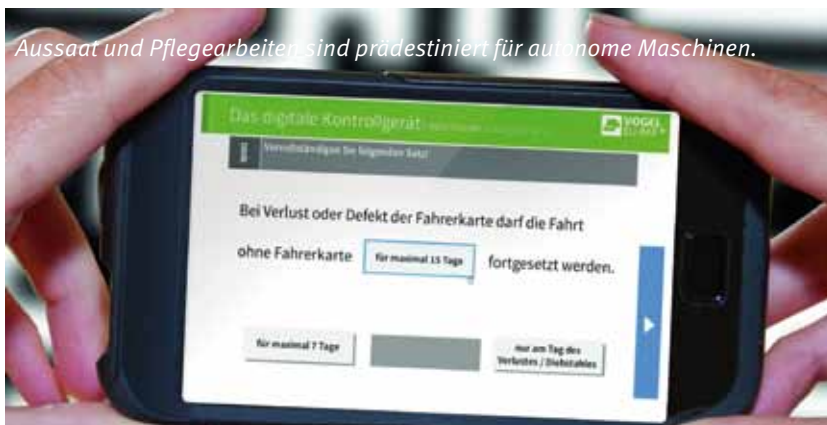 Aussaat und Pflegearbeiten sind prädestiniert für autonome Maschinen.
Das digitale Kontrollgerät
VOGEL
Vervollständigen Sie folgenden Satz!
Bei Verlust oder Defekt der Fahrerkarte darf die Fahrt
ohne Fahrerkarte für maximal 15 Tage fortgesetzt werden.
für maximal 7 Tage
nur am Tag des
Verlustes / Diebstahles